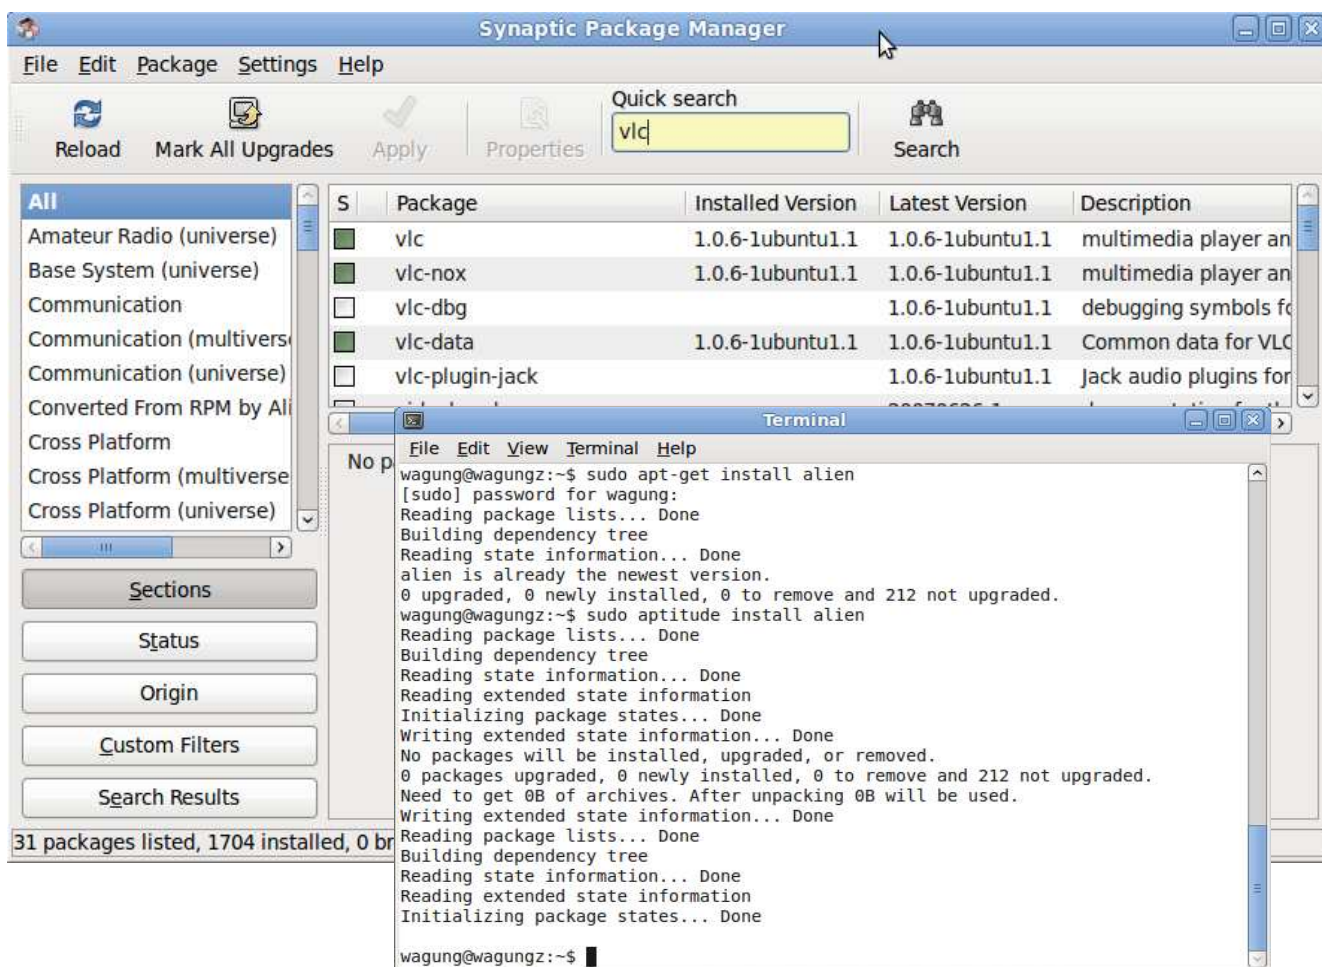 Synaptic Package Manager
File Edit Package Settings Help
Quick search
vlc
Reload Mark All Upgrades Apply Properties Search
All
Amateur Radio (universe)
Base System (universe)
Communication
Communication (multivers
Communication (universe)
Converted From RPM by Ali
Cross Platform
Cross Platform (multiverse
Cross Platform (universe)
S Package Installed Version Latest Version Description
vlc 1.0.6-1ubuntu1.1 1.0.6-1ubuntu1.1 multimedia player an
vlc-nox 1.0.6-1ubuntu1.1 1.0.6-1ubuntu1.1 multimedia player an
vlc-dbg 1.0.6-1ubuntu1.1 debugging symbols fo
vlc-data 1.0.6-1ubuntu1.1 1.0.6-1ubuntu1.1 Common data for VLC
vlc-plugin-jack 1.0.6-1ubuntu1.1 Jack audio plugins for
No p
Sections
Status
Origin
Custom Filters
Search Results
31 packages listed, 1704 installed, 0 br
Terminal
File Edit View Terminal Help
wagung@wagungz:~$ sudo apt-get install alien
[sudo] password for wagung:
Reading package lists... Done
Building dependency tree
Reading state information... Done
alien is already the newest version.
0 upgraded, 0 newly installed, 0 to remove and 212 not upgraded.
wagung@wagungz:~$ sudo aptitude install alien
Reading package lists... Done
Building dependency tree
Reading state information... Done
Reading extended state information
Initializing package states... Done
Writing extended state information... Done
No packages will be installed, upgraded, or removed.
0 packages upgraded, 0 newly installed, 0 to remove and 212 not upgraded.
Need to get 0B of archives. After unpacking 0B will be used.
Writing extended state information... Done
Reading package lists... Done
Building dependency tree
Reading state information... Done
Reading extended state information
Initializing package states... Done
wagung@wagungz:~$